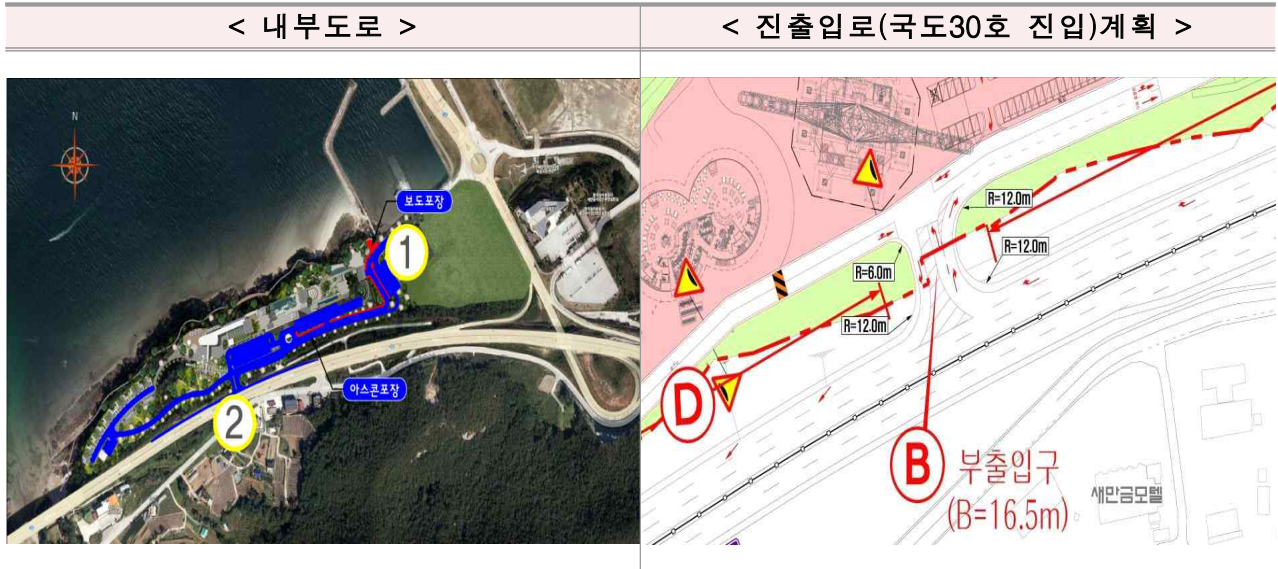 < 내부도로 >
< 진출입로(국도30호 진입)계획 >
N
보도포장
1
아스콘포장
2
R=12.0m
R=12.0m
R=6.0m
R=12.0m
D
B
부출입구
(B=16.5m)
새만금모텔